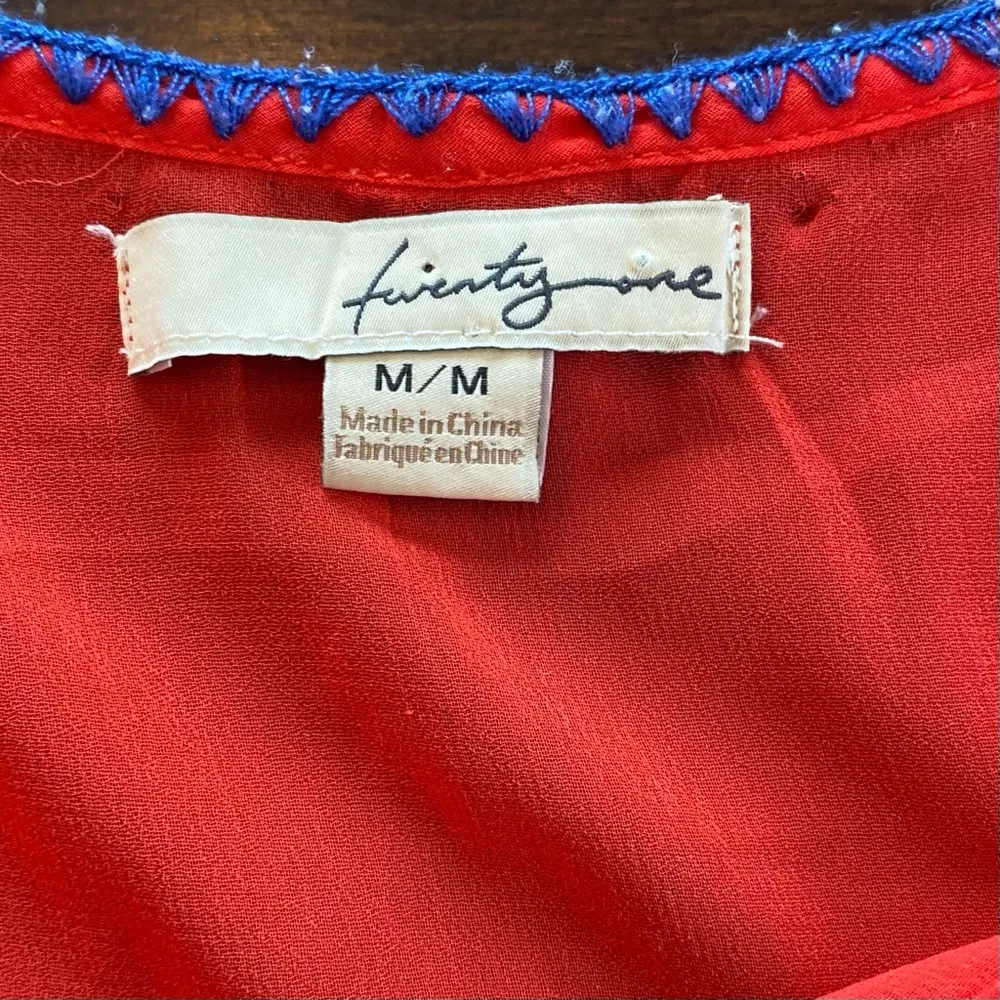 twenty one
M/M
Made in China
Fabriqué en Chine